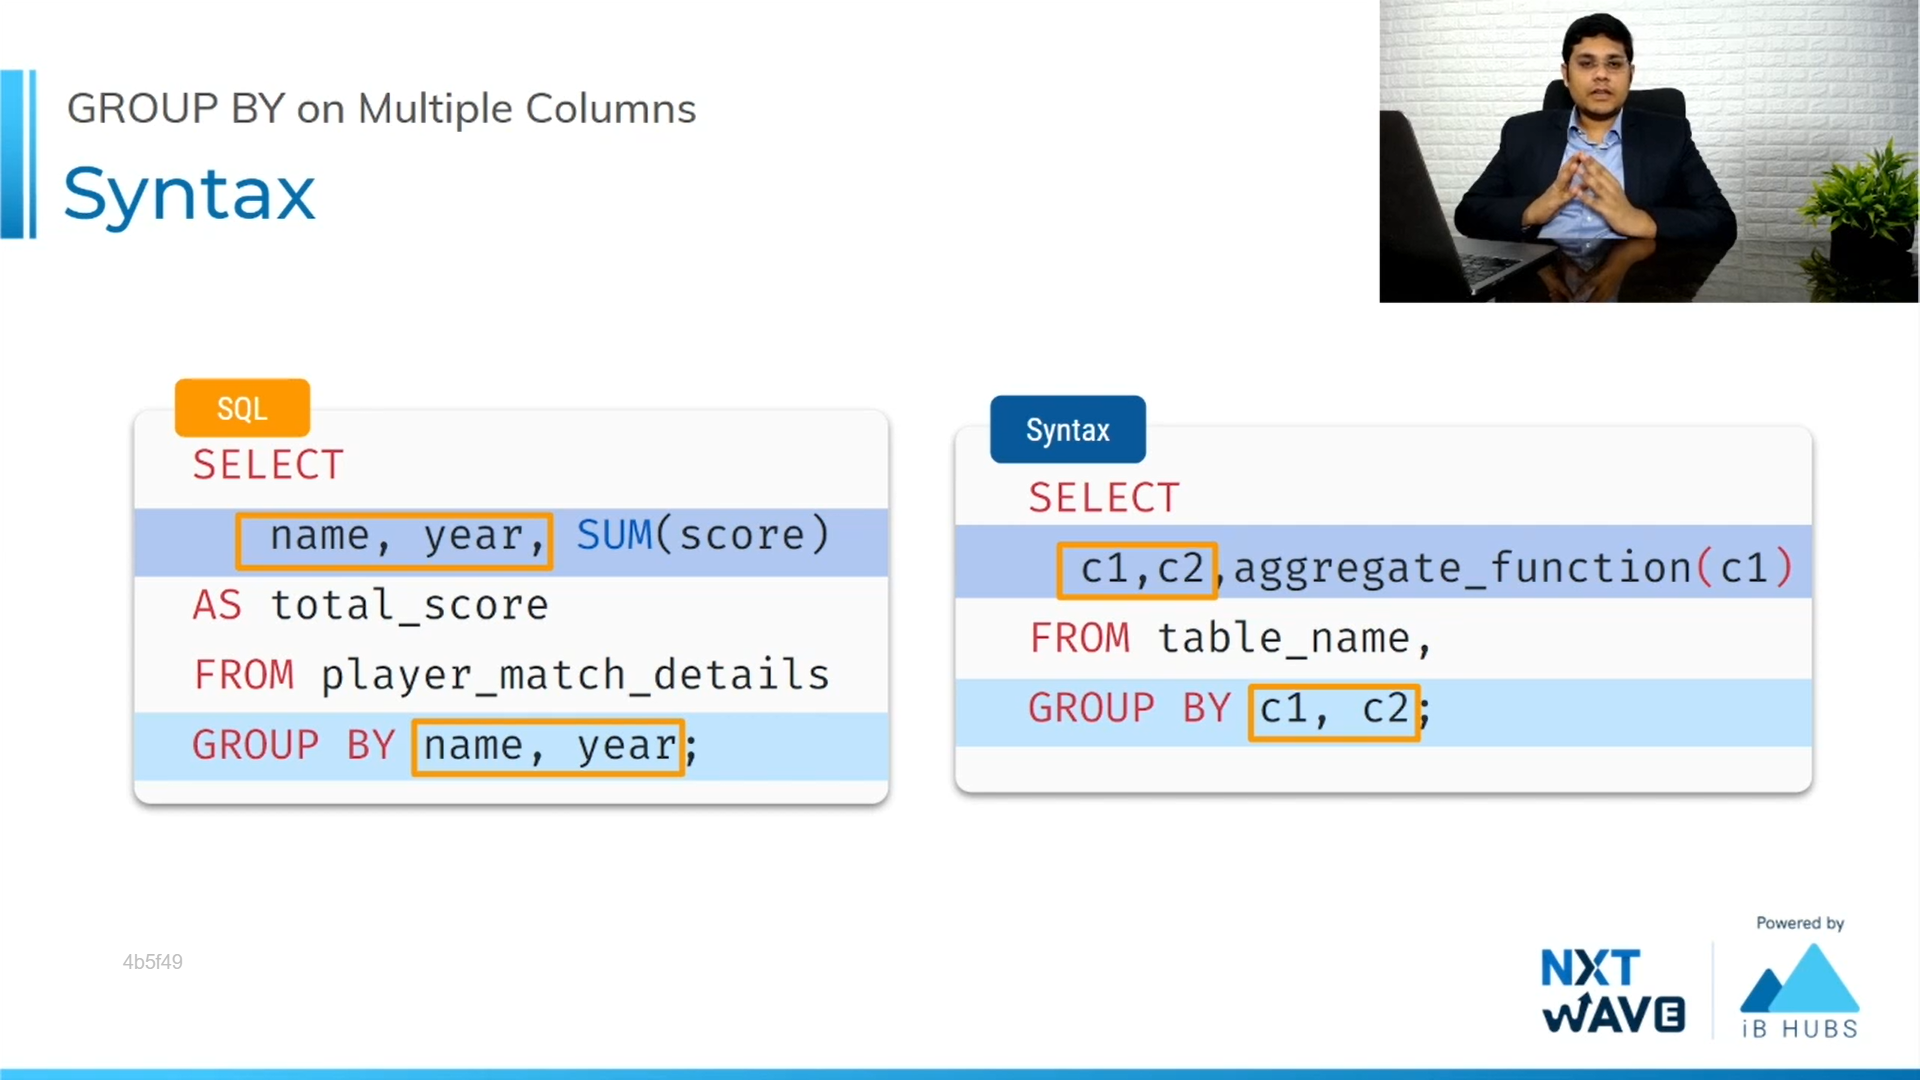 GROUP BY on Multiple Columns
Syntax
SQL
SELECT
name, year, SUM(score)
AS total_score
FROM player_match_details
GROUP BY name, year;
Syntax
SELECT
c1,c2,aggregate_function(c1)
FROM table_name,
GROUP BY c1, c2;
4b5f49
NXT
WAVE
Powered by
iB HUBS